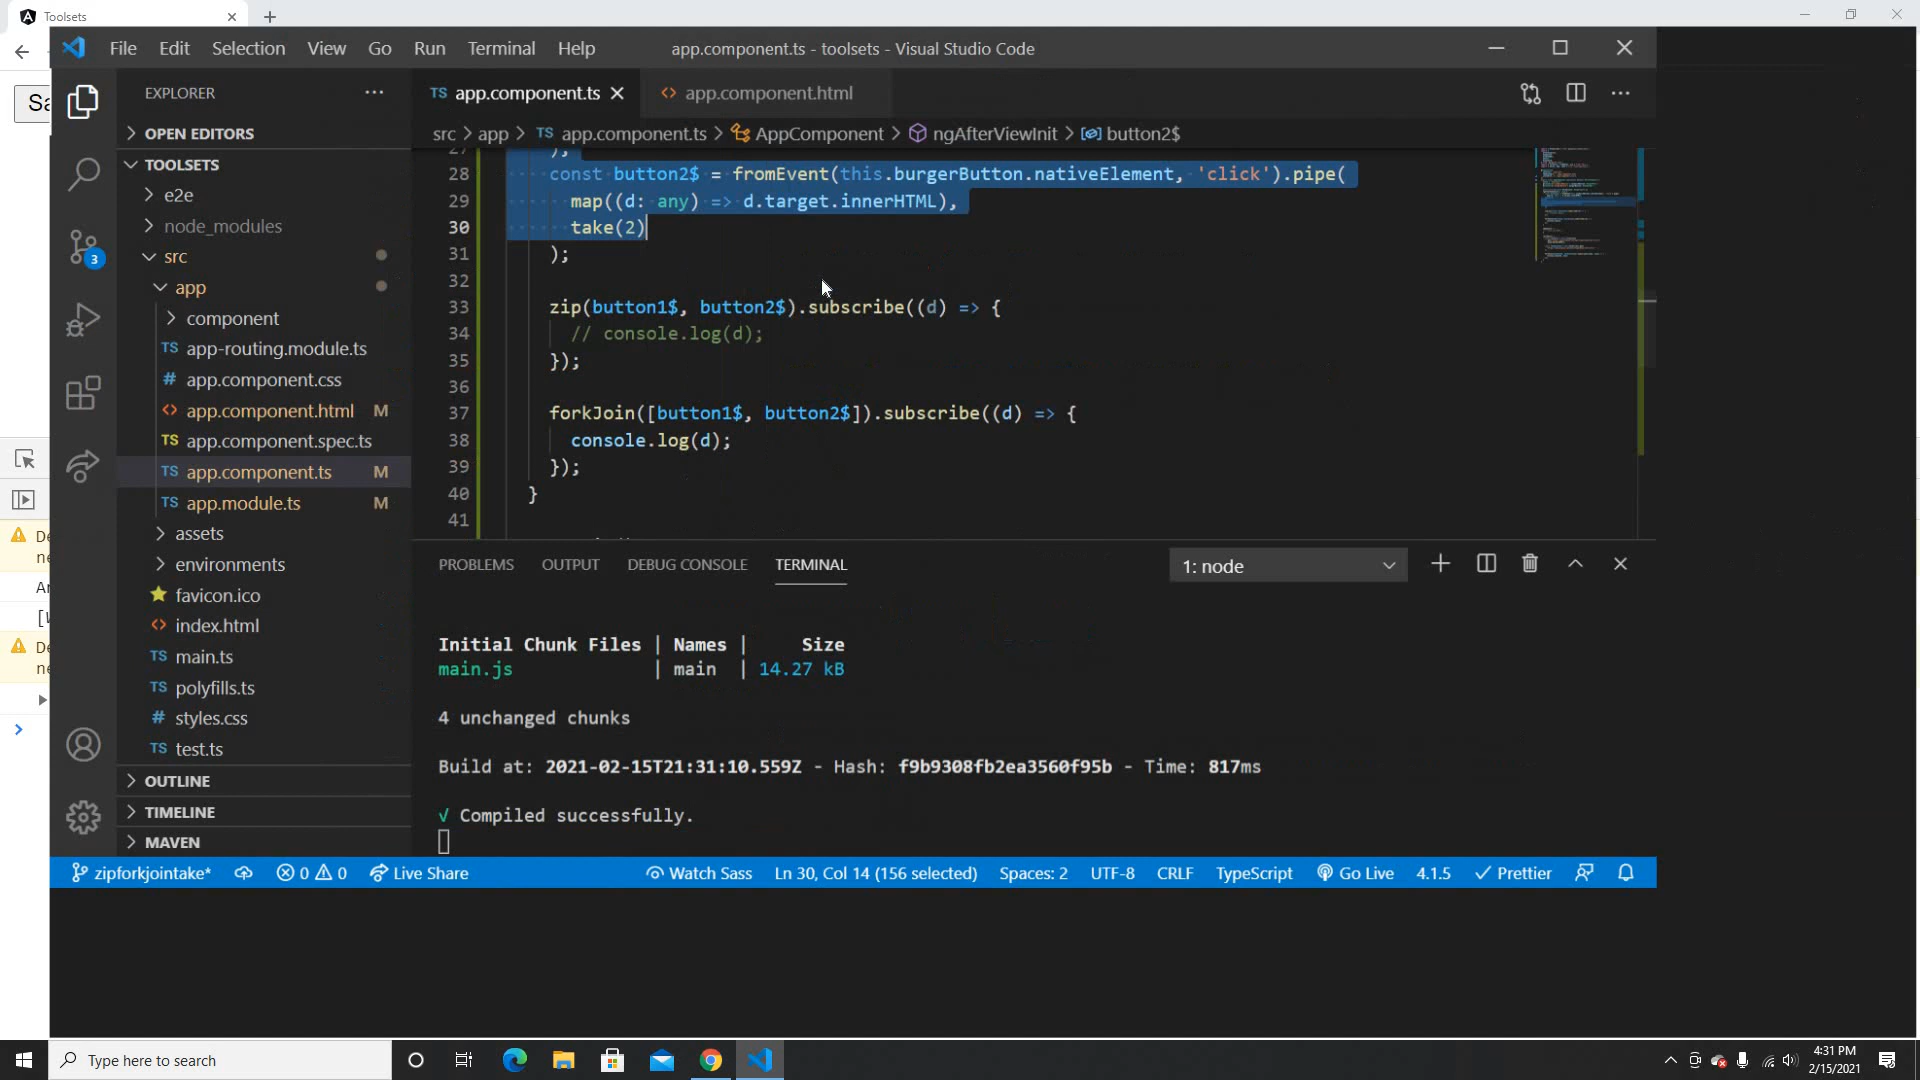 Toolsets
File Edit Selection View Go Run Terminal Help
app.component.ts - toolsets - Visual Studio Code
EXPLORER
OPEN EDITORS
TOOLSETS
e2e
node_modules
src
app
component
TS app-routing.module.ts
# app.component.css
<> app.component.html M
TS app.component.spec.ts
TS app.component.ts M
TS app.module.ts M
assets
environments
favicon.ico
<> index.html
TS main.ts
TS polyfills.ts
# styles.css
TS test.ts
OUTLINE
TIMELINE
MAVEN
3
TS app.component.ts
<> app.component.html
src > app > TS app.component.ts > AppComponent > ngAfterViewInit > button2$
27 );
28 const button2$ = fromEvent(this.burgerButton.nativeElement, 'click').pipe(
29 map((d: any) => d.target.innerHTML),
30 take(2)
31 );
32
33 zip(button1$, button2$).subscribe((d) => {
34 // console.log(d);
35 });
36
37 forkJoin([button1$, button2$]).subscribe((d) => {
38 console.log(d);
39 });
40 }
41
PROBLEMS OUTPUT DEBUG CONSOLE TERMINAL
1: node
Initial Chunk Files | Names | Size
main.js | main | 14.27 kB
4 unchanged chunks
Build at: 2021-02-15T21:31:10.559Z - Hash: f9b9308fb2ea3560f95b - Time: 817ms
√ Compiled successfully.
zipforkjointake* 0 0 Live Share Watch Sass Ln 30, Col 14 (156 selected) Spaces: 2 UTF-8 CRLF TypeScript Go Live 4.1.5 Prettier
Type here to search
4:31 PM
2/15/2021